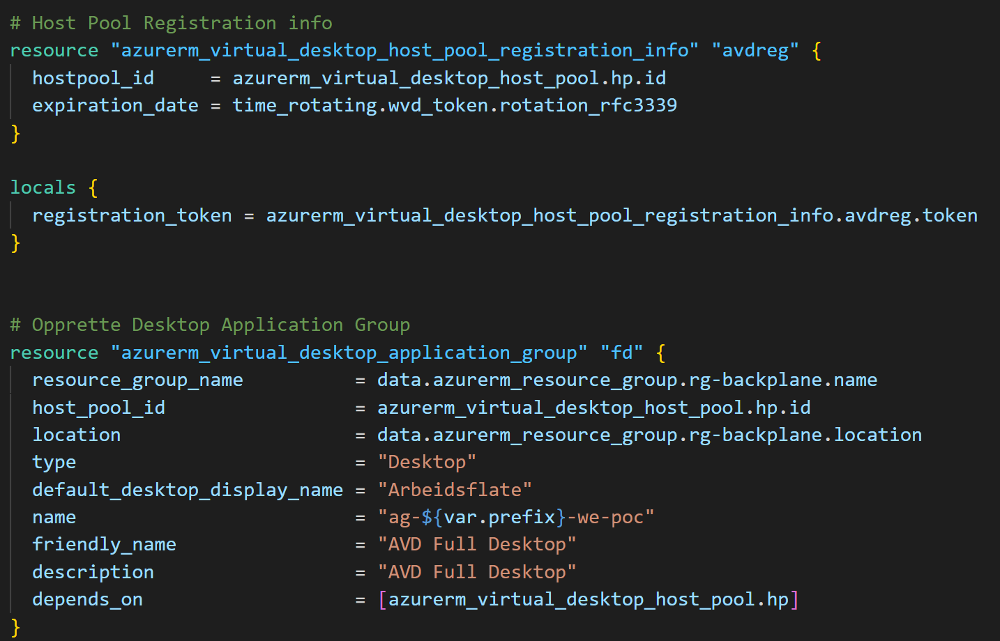 # Host Pool Registration info
resource "azurerm_virtual_desktop_host_pool_registration_info" "avdreg" {
  hostpool_id     = azurerm_virtual_desktop_host_pool.hp.id
  expiration_date = time_rotating.wvd_token.rotation_rfc3339
}
locals {
  registration_token = azurerm_virtual_desktop_host_pool_registration_info.avdreg.token
}
# Opprette Desktop Application Group
resource "azurerm_virtual_desktop_application_group" "fd" {
  resource_group_name          = data.azurerm_resource_group.rg-backplane.name
  host_pool_id                 = azurerm_virtual_desktop_host_pool.hp.id
  location                     = data.azurerm_resource_group.rg-backplane.location
  type                         = "Desktop"
  default_desktop_display_name = "Arbeidsflate"
  name                         = "ag-${var.prefix}-we-poc"
  friendly_name                = "AVD Full Desktop"
  description                  = "AVD Full Desktop"
  depends_on                   = [azurerm_virtual_desktop_host_pool.hp]
}